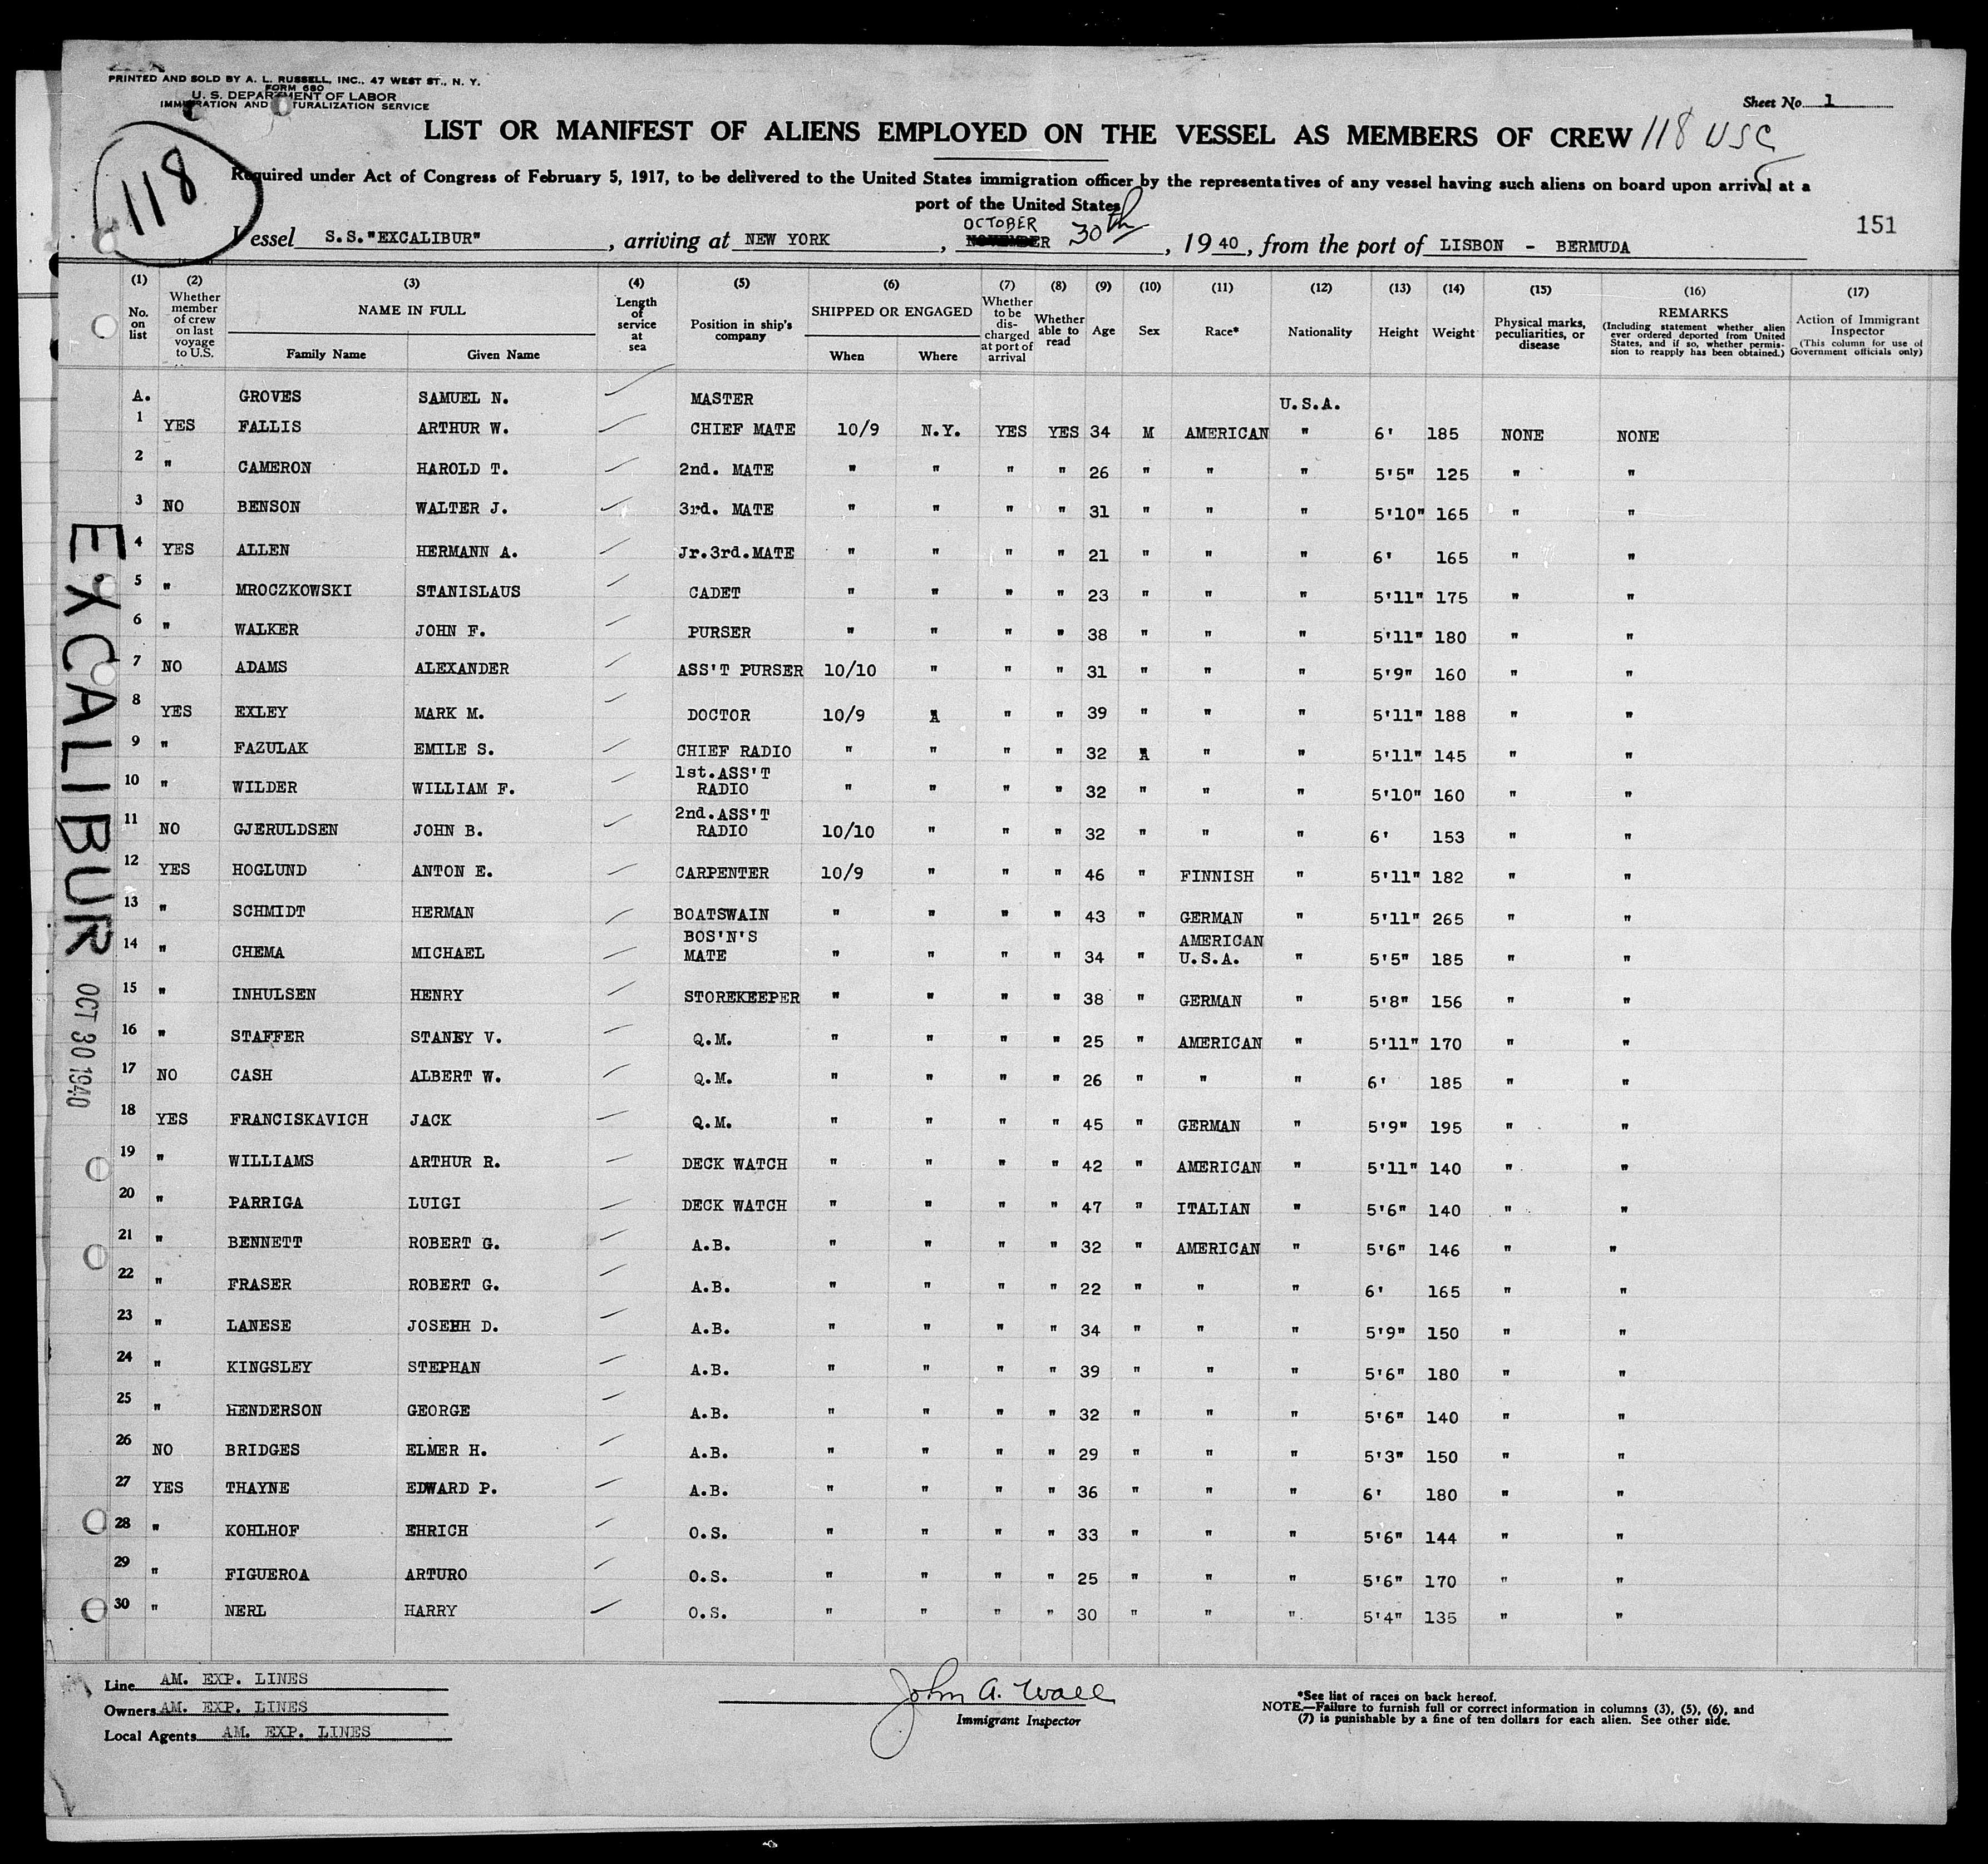 PRINTED AND SOLD BY A. L. RUSSELL, INC., 47 WEST ST., N. Y.
FORM 680
U. S. DEPARTMENT OF LABOR
IMMIGRATION AND NATURALIZATION SERVICE
Sheet No. 1
LIST OR MANIFEST OF ALIENS EMPLOYED ON THE VESSEL AS MEMBERS OF CREW 118 USC
118
Required under Act of Congress of February 5, 1917, to be delivered to the United States immigration officer by the representatives of any vessel having such aliens on board upon arrival at a
port of the United States
151
OCTOBER
Vessel S.S."EXCALIBUR", arriving at NEW YORK, NOVEMBER 30th, 1940, from the port of LISBON - BERMUDA
(1) (2) (3) (4) (5) (6) (7) (8) (9) (10) (11) (12) (13) (14) (15) (16) (17)
No. on list
Whether member of crew on last voyage to U.S.
NAME IN FULL
Family Name Given Name
Length of service at sea
Position in ship's company
SHIPPED OR ENGAGED
When Where
Whether to be discharged at port of arrival
Whether able to read
Age
Sex
Race*
Nationality
Height
Weight
Physical marks, peculiarities, or disease
REMARKS
(Including statement whether alien ever ordered deported from United States, and if so, whether permission to reapply has been obtained.)
Action of Immigrant Inspector
(This column for use of Government officials only)
A. GROVES SAMUEL N. MASTER U.S.A.
1 YES FALLIS ARTHUR W. CHIEF MATE 10/9 N.Y. YES YES 34 M AMERICAN " 6' 185 NONE NONE
2 " CAMERON HAROLD T. 2nd. MATE " " " " 26 " " " 5'5" 125 " "
3 NO BENSON WALTER J. 3rd. MATE " " " " 31 " " " 5'10" 165 " "
4 YES ALLEN HERMANN A. Jr.3rd.MATE " " " " 21 " " " 6' 165 " "
5 " MROCZKOWSKI STANISLAUS CADET " " " " 23 " " " 5'11" 175 " "
6 " WALKER JOHN F. PURSER " " " " 38 " " " 5'11" 180 " "
7 NO ADAMS ALEXANDER ASS'T PURSER 10/10 " " " 31 " " " 5'9" 160 " "
8 YES EXLEY MARK M. DOCTOR 10/9 " " " 39 " " " 5'11" 188 " "
9 " FAZULAK EMILE S. CHIEF RADIO " " " " 32 " " " 5'11" 145 " "
10 " WILDER WILLIAM F. 1st.ASS'T RADIO " " " " 32 " " " 5'10" 160 " "
11 NO GJERULDSEN JOHN B. 2nd.ASS'T RADIO 10/10 " " " 32 " " " 6' 153 " "
12 YES HOGLUND ANTON E. CARPENTER 10/9 " " " 46 " FINNISH " 5'11" 182 " "
13 " SCHMIDT HERMAN BOATSWAIN " " " " 43 " GERMAN " 5'11" 265 " "
14 " CHEMA MICHAEL BOS'N'S MATE " " " " 34 " AMERICAN U.S.A. " 5'5" 185 " "
15 " INHULSEN HENRY STOREKEEPER " " " " 38 " GERMAN " 5'8" 156 " "
16 " STAFFER STANEY V. Q.M. " " " " 25 " AMERICAN " 5'11" 170 " "
17 NO CASH ALBERT W. Q.M. " " " " 26 " " " 6' 185 " "
18 YES FRANCISKAVICH JACK Q.M. " " " " 45 " GERMAN " 5'9" 195 " "
19 " WILLIAMS ARTHUR R. DECK WATCH " " " " 42 " AMERICAN " 5'11" 140 " "
20 " PARRIGA LUIGI DECK WATCH " " " " 47 " ITALIAN " 5'6" 140 " "
21 " BENNETT ROBERT G. A.B. " " " " 32 " AMERICAN " 5'6" 146 " "
22 " FRASER ROBERT G. A.B. " " " " 22 " " " 6' 165 " "
23 " LANESE JOSEHH D. A.B. " " " " 34 " " " 5'9" 150 " "
24 " KINGSLEY STEPHAN A.B. " " " " 39 " " " 5'6" 180 " "
25 " HENDERSON GEORGE A.B. " " " " 32 " " " 5'6" 140 " "
26 NO BRIDGES ELMER H. A.B. " " " " 29 " " " 5'3" 150 " "
27 YES THAYNE EDWARD P. A.B. " " " " 36 " " " 6' 180 " "
28 " KOHLHOF EHRICH O.S. " " " " 33 " " " 5'6" 144 " "
29 " FIGUEROA ARTURO O.S. " " " " 25 " " " 5'6" 170 " "
30 " NERL HARRY O.S. " " " " 30 " " " 5'4" 135 " "
EXCALIBUR
OCT 30 1940
Line AM. EXP. LINES
Owners AM. EXP. LINES
Local Agents AM. EXP. LINES
John A. Wall
Immigrant Inspector
*See list of races on back hereof.
NOTE.—Failure to furnish full or correct information in columns (3), (5), (6), and
(7) is punishable by a fine of ten dollars for each alien. See other side.